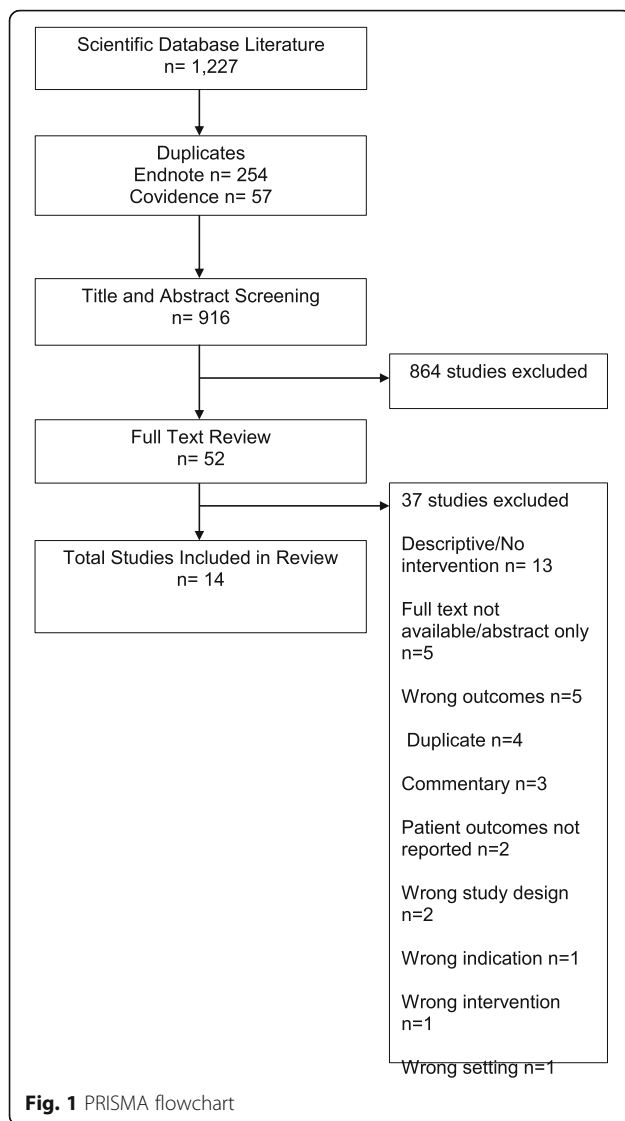 Scientific Database Literature
n= 1,227
Duplicates
Endnote n= 254
Covidence n= 57
Title and Abstract Screening
n= 916
864 studies excluded
Full Text Review
n= 52
37 studies excluded
Descriptive/No
intervention n= 13
Full text not
available/abstract only
n=5
Wrong outcomes n=5
Duplicate n=4
Commentary n=3
Patient outcomes not
reported n=2
Wrong study design
n=2
Wrong indication n=1
Wrong intervention
n=1
Wrong setting n=1
Total Studies Included in Review
n= 14
Fig. 1 PRISMA flowchart